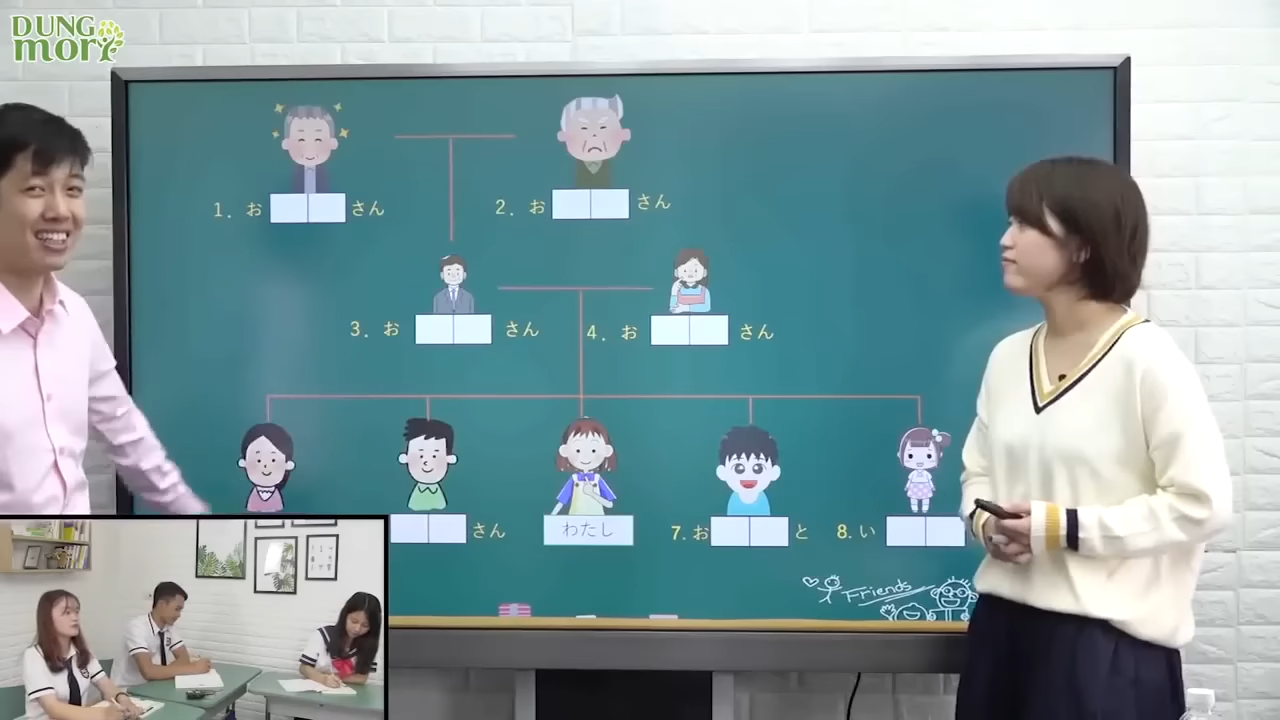 DUNG
mori
1. お さん
2. お さん
3. お さん
4. お さん
さん
わたし
7. お と
8. い
Friends